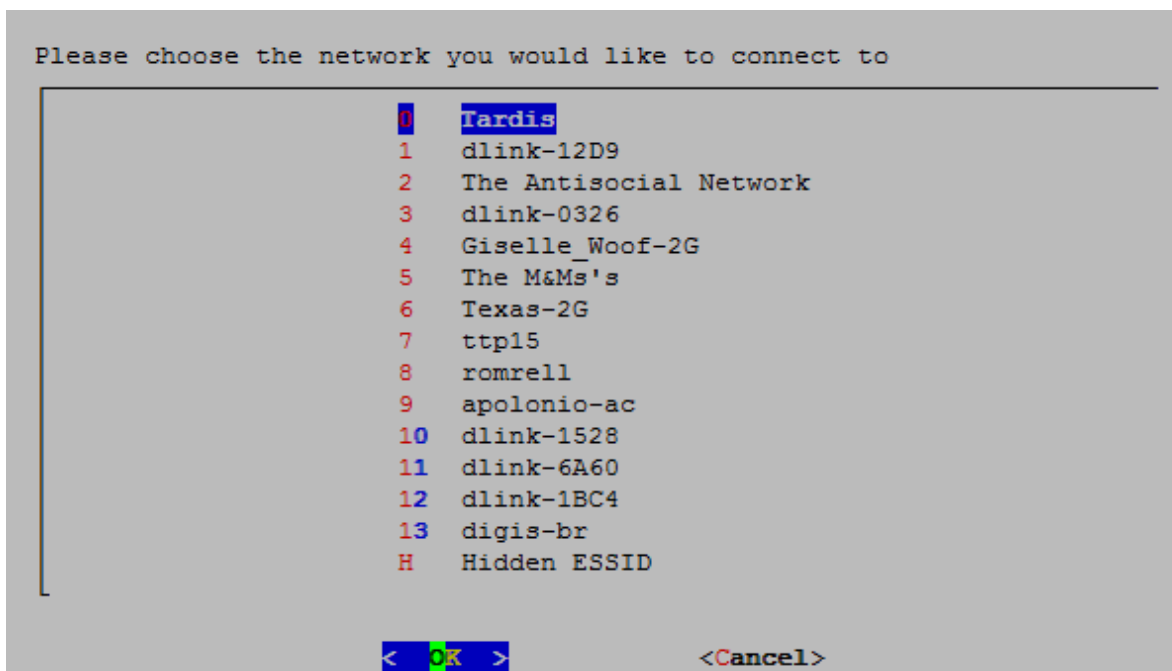 Please choose the network you would like to connect to
0 Tardis
1 dlink-12D9
2 The Antisocial Network
3 dlink-0326
4 Giselle_Woof-2G
5 The M&Ms's
6 Texas-2G
7 ttp15
8 romrell
9 apolonio-ac
10 dlink-1528
11 dlink-6A60
12 dlink-1BC4
13 digis-br
H Hidden ESSID
< OK > <Cancel>